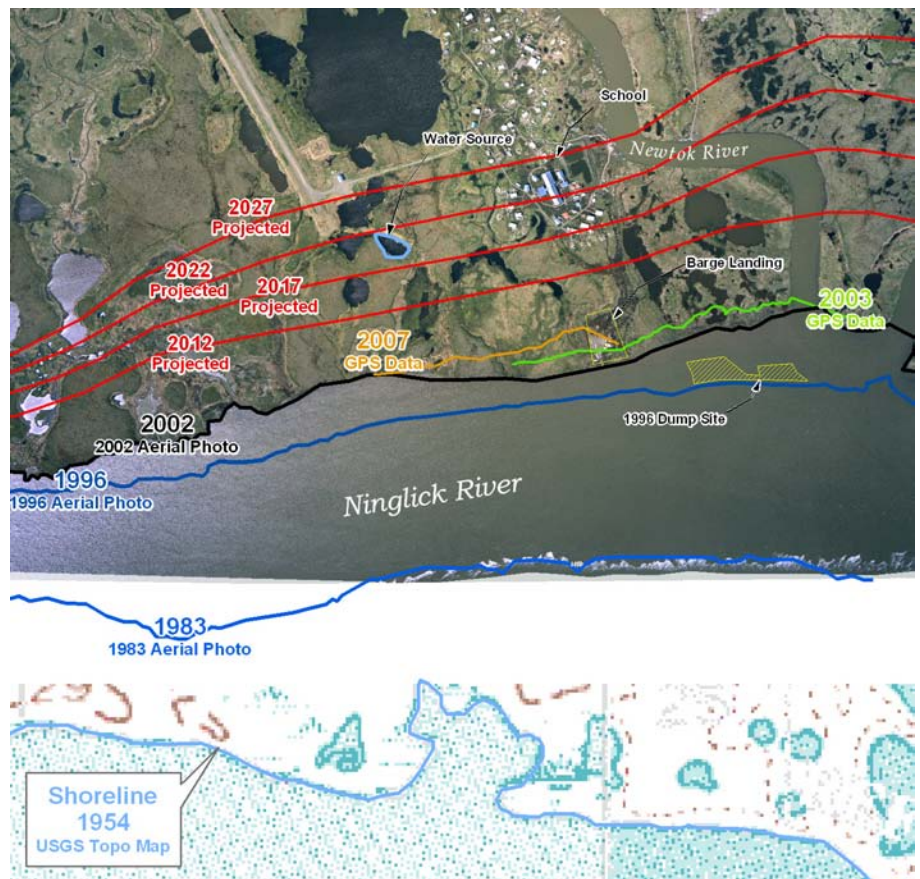 School
Water Source
Newtok River
2027
Projected
2022
Projected
2017
Projected
Barge Landing
2012
Projected
2007
GPS Data
2003
GPS Data
2002
2002 Aerial Photo
1996 Dump Site
1996
1996 Aerial Photo
Ninglick River
1983
1983 Aerial Photo
Shoreline
1954
USGS Topo Map